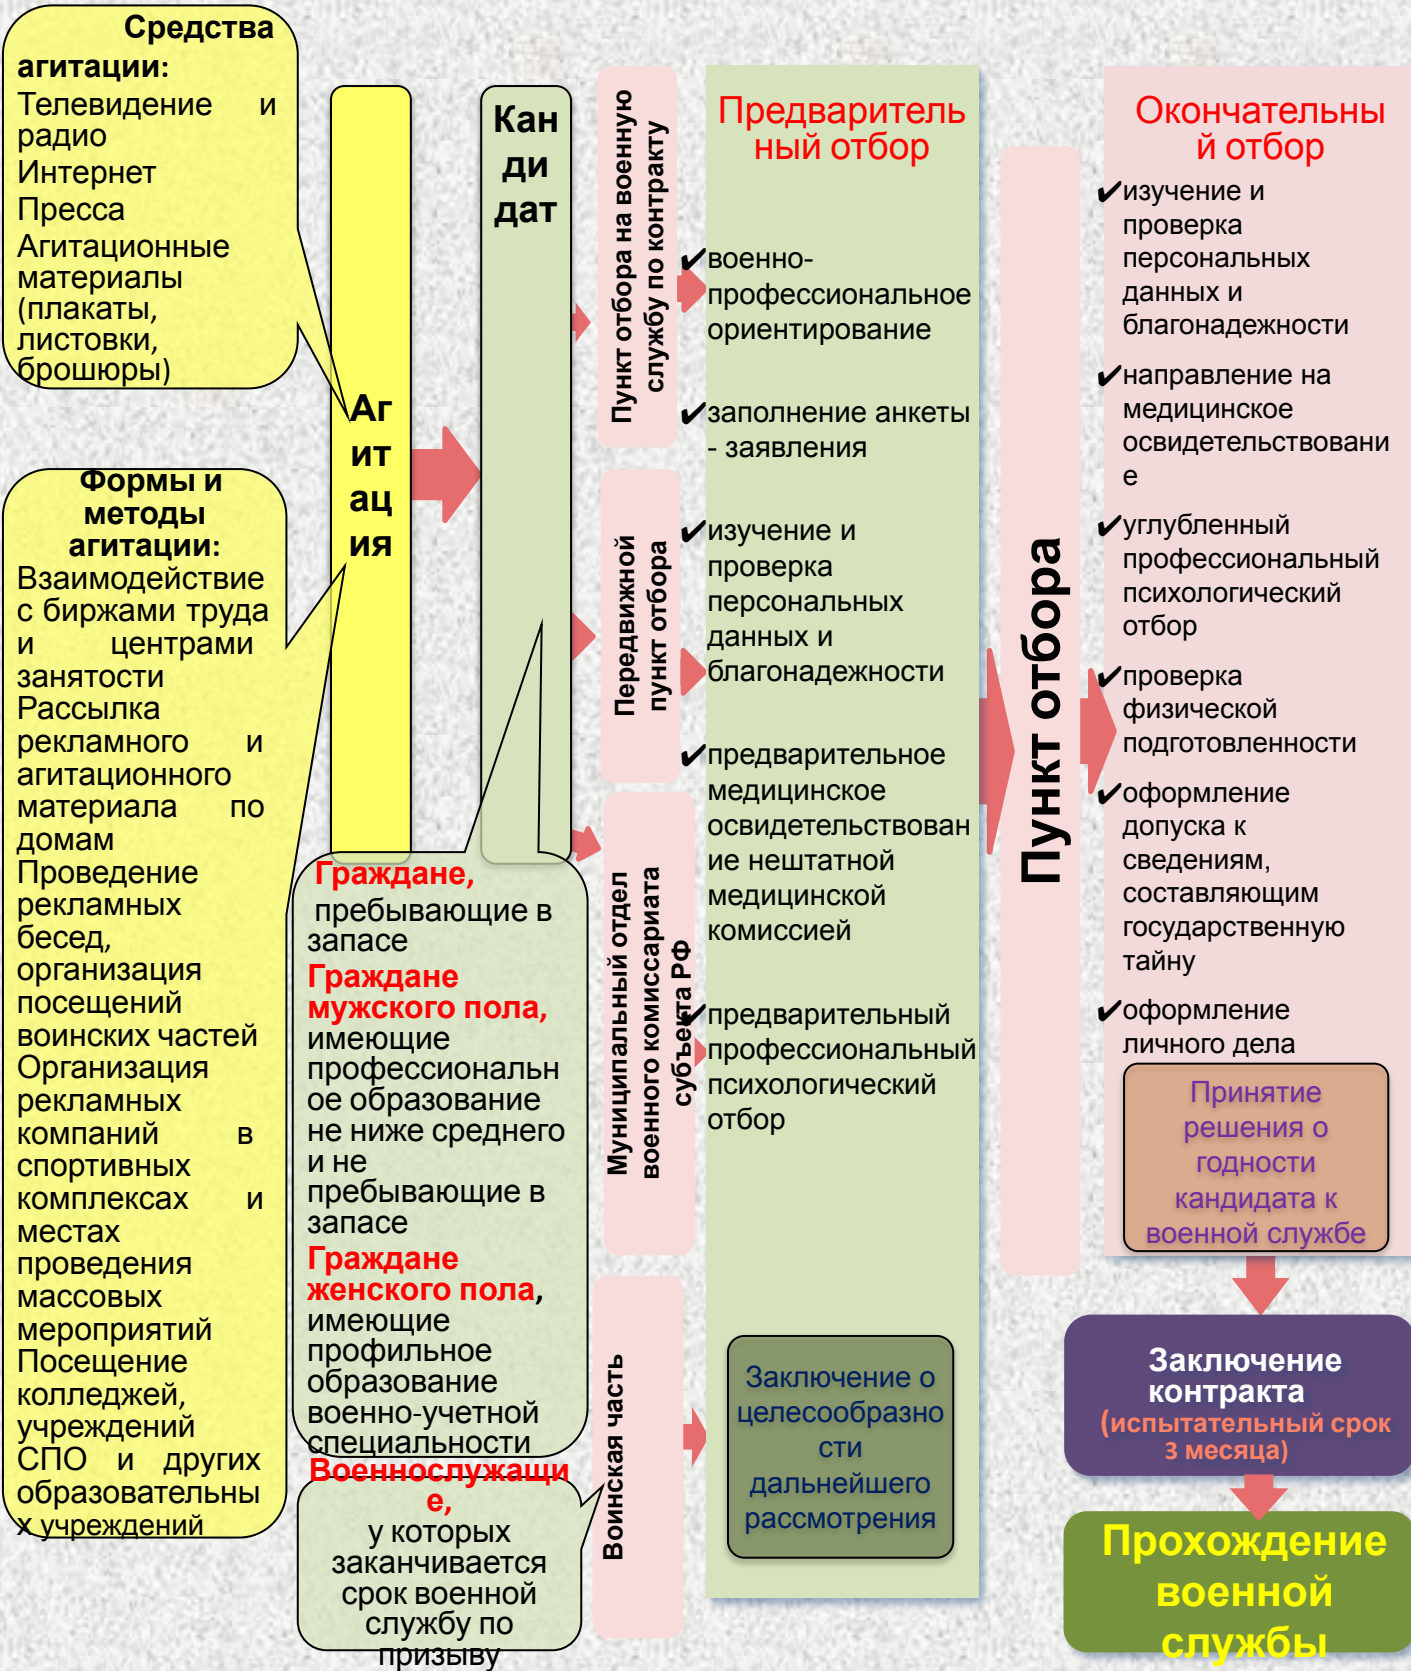 Средства
агитации:
Телевидение и
радио
Интернет
Пресса
Агитационные
материалы
(плакаты,
листовки,
брошюры)
Формы и
методы
агитации:
Взаимодействие
с биржами труда
и центрами
занятости
Рассылка
рекламного и
агитационного
материала по
домам
Проведение
рекламных
бесед,
организация
посещений
воинских частей
Организация
рекламных
компаний в
спортивных
комплексах и
местах
проведения
массовых
мероприятий
Посещение
колледжей,
учреждений
СПО и других
образовательны
х учреждений
Аг
ит
ац
ия
Кан
ди
дат
Граждане,
пребывающие в
запасе
Граждане
мужского пола,
имеющие
профессиональн
ое образование
не ниже среднего
и не
пребывающие в
запасе
Граждане
женского пола,
имеющие
профильное
образование
военно-учетной
специальности
Военнослужащи
е,
у которых
заканчивается
срок военной
службу по
призыву
Пункт отбора на военную
службу по контракту
Передвижной
пункт отбора
Муниципальный отдел
военного комиссариата
субъекта РФ
Воинская часть
Предваритель
ный отбор
✔военно-
профессиональное
ориентирование
✔заполнение анкеты
- заявления
✔изучение и
проверка
персональных
данных и
благонадежности
✔предварительное
медицинское
освидетельствован
ие нештатной
медицинской
комиссией
✔предварительный
профессиональный
психологический
отбор
Заключение о
целесообразно
сти
дальнейшего
рассмотрения
Пункт отбора
Окончательны
й отбор
✔изучение и
проверка
персональных
данных и
благонадежности
✔направление на
медицинское
освидетельствовани
е
✔углубленный
профессиональный
психологический
отбор
✔проверка
физической
подготовленности
✔оформление
допуска к
сведениям,
составляющим
государственную
тайну
✔оформление
личного дела
Принятие
решения о
годности
кандидата к
военной службе
Заключение
контракта
(испытательный срок
3 месяца)
Прохождение
военной
службы